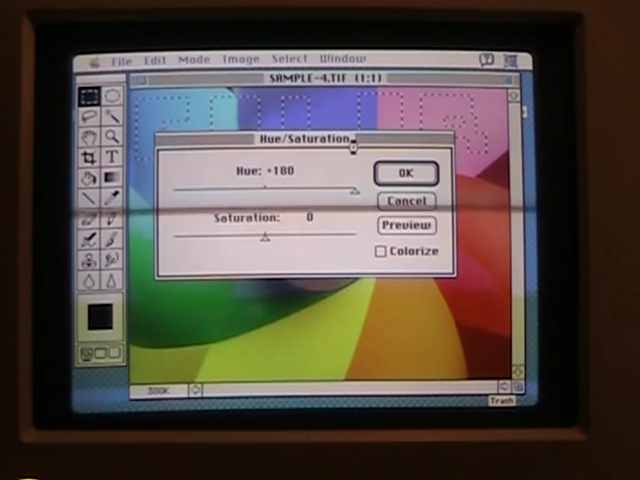 File Edit Mode Image Select Window
SAMPLE-4.TIF (1:1)
Hue/Saturation
Hue: +180
OK
Cancel
Saturation: 0
Preview
Colorize
T
300K
Trash